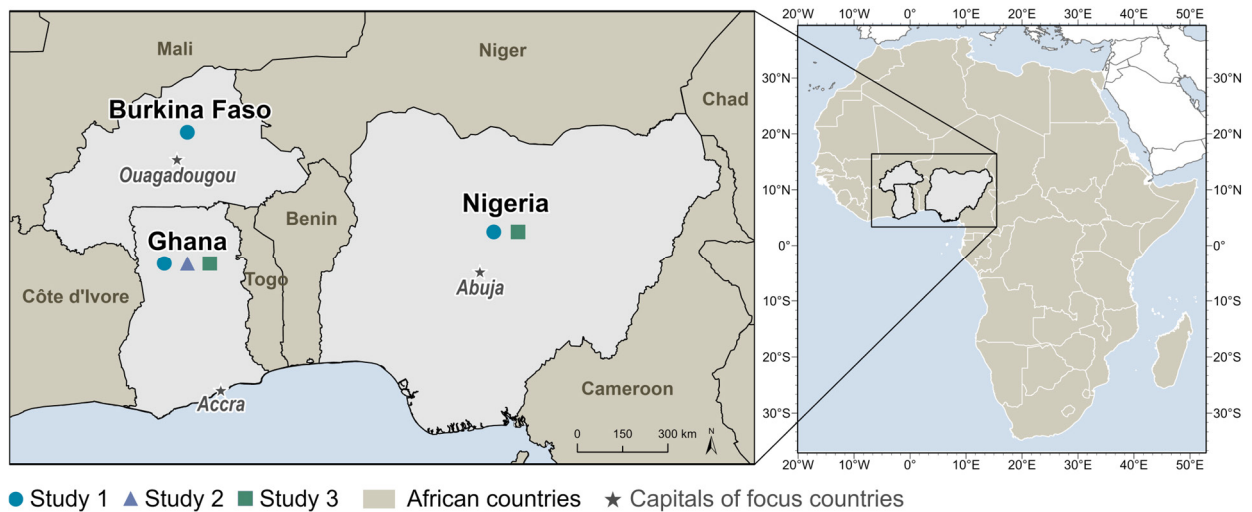 Mali
Niger
Chad
Burkina Faso
Ouagadougou
Benin
Nigeria
Ghana
Togo
Abuja
Côte d'Ivore
Cameroon
Accra
0 150 300 km
N
20°W 10°W 0° 10°E 20°E 30°E 40°E 50°E
30°N 30°N
20°N 20°N
10°N 10°N
0° 0°
10°S 10°S
20°S 20°S
30°S 30°S
20°W 10°W 0° 10°E 20°E 30°E 40°E 50°E
Study 1 Study 2 Study 3 African countries Capitals of focus countries